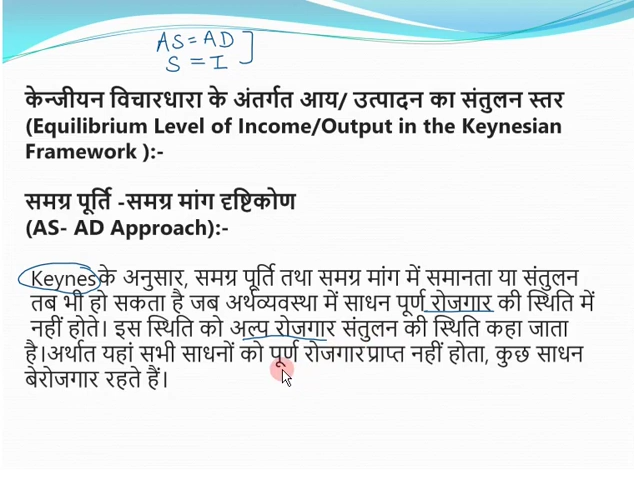 AS = AD
S = I
केन्जीयन विचारधारा के अंतर्गत आय/ उत्पादन का संतुलन स्तर
(Equilibrium Level of Income/Output in the Keynesian
Framework ):-
समग्र पूर्ति -समग्र मांग दृष्टिकोण
(AS- AD Approach):-
Keynes के अनुसार, समग्र पूर्ति तथा समग्र मांग में समानता या संतुलन
तब भी हो सकता है जब अर्थव्यवस्था में साधन पूर्ण रोजगार की स्थिति में
नहीं होते। इस स्थिति को अल्प रोजगार संतुलन की स्थिति कहा जाता
है।अर्थात यहां सभी साधनों को पूर्ण रोजगार प्राप्त नहीं होता, कुछ साधन
बेरोजगार रहते हैं।